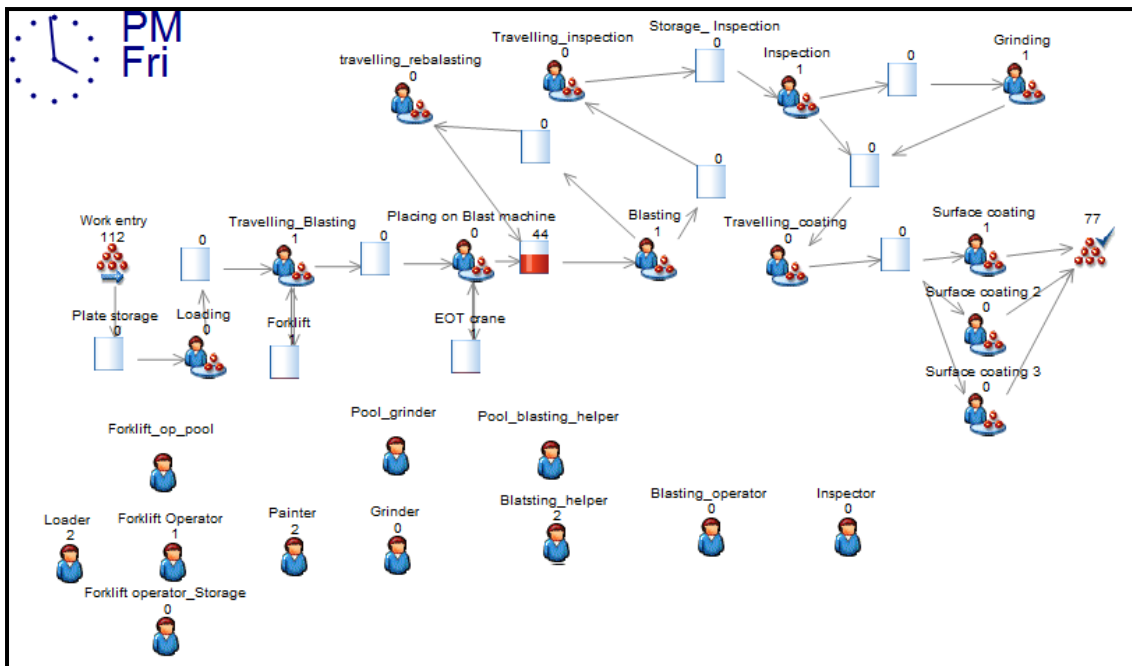 PM
Fri
Travelling_inspection
0
Storage_ Inspection
0
Inspection
1
0
Grinding
1
travelling_rebalasting
0
0
0
0
Work entry
112
0
Travelling_Blasting
1
0
Placing on Blast machine
0
44
Blasting
1
Travelling_coating
0
0
Surface coating
1
77
Plate storage
0
Loading
0
Forklift
1
EOT crane
1
Surface coating 2
0
Surface coating 3
0
Forklift_op_pool
Pool_grinder
Pool_blasting_helper
Loader
2
Forklift Operator
1
Painter
2
Grinder
0
Blatsting_helper
2
Blasting_operator
0
Inspector
0
Forklift operator_Storage
0